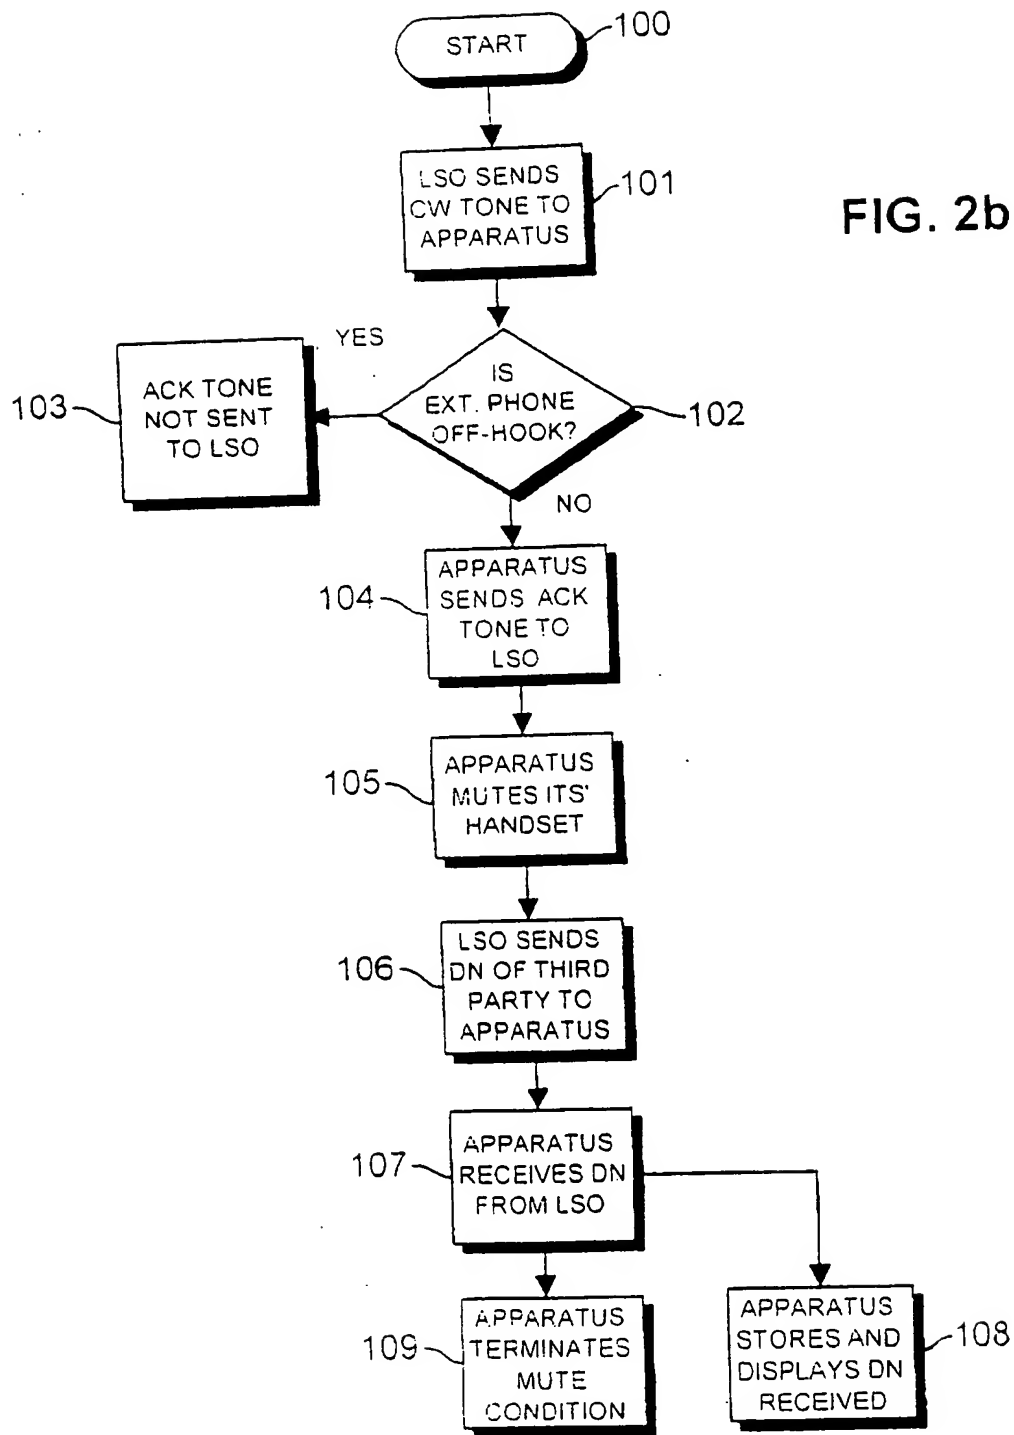 START
100
LSO SENDS
CW TONE TO
APPARATUS
101
FIG. 2b
YES
IS
EXT. PHONE
OFF-HOOK?
102
103
ACK TONE
NOT SENT
TO LSO
NO
104
APPARATUS
SENDS ACK
TONE TO
LSO
105
APPARATUS
MUTES ITS'
HANDSET
106
LSO SENDS
DN OF THIRD
PARTY TO
APPARATUS
107
APPARATUS
RECEIVES DN
FROM LSO
109
APPARATUS
TERMINATES
MUTE
CONDITION
APPARATUS
STORES AND
DISPLAYS DN
RECEIVED
108